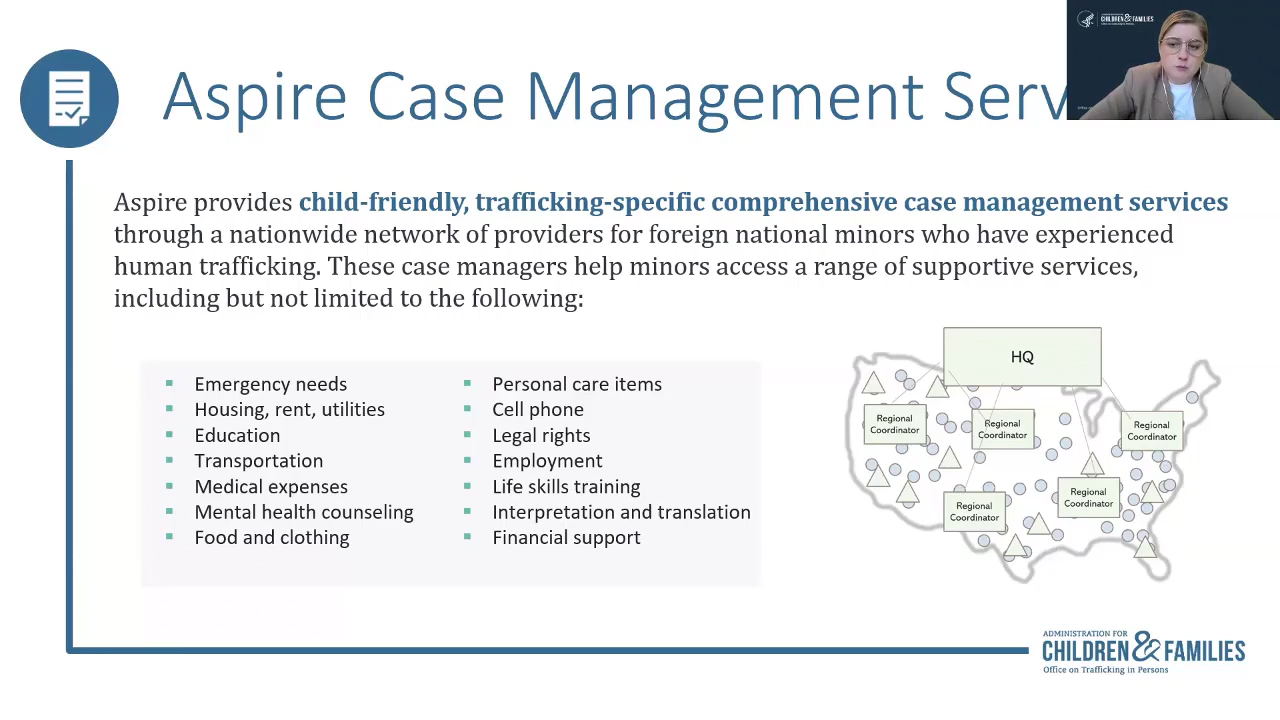 Aspire Case Management Serv
CHILDREN & FAMILIES
Aspire provides child-friendly, trafficking-specific comprehensive case management services
through a nationwide network of providers for foreign national minors who have experienced
human trafficking. These case managers help minors access a range of supportive services,
including but not limited to the following:
Emergency needs
Housing, rent, utilities
Education
Transportation
Medical expenses
Mental health counseling
Food and clothing
Personal care items
Cell phone
Legal rights
Employment
Life skills training
Interpretation and translation
Financial support
HQ
Regional
Coordinator
Regional
Coordinator
Regional
Coordinator
Regional
Coordinator
Regional
Coordinator
ADMINISTRATION FOR
CHILDREN & FAMILIES
Office on Trafficking in Persons